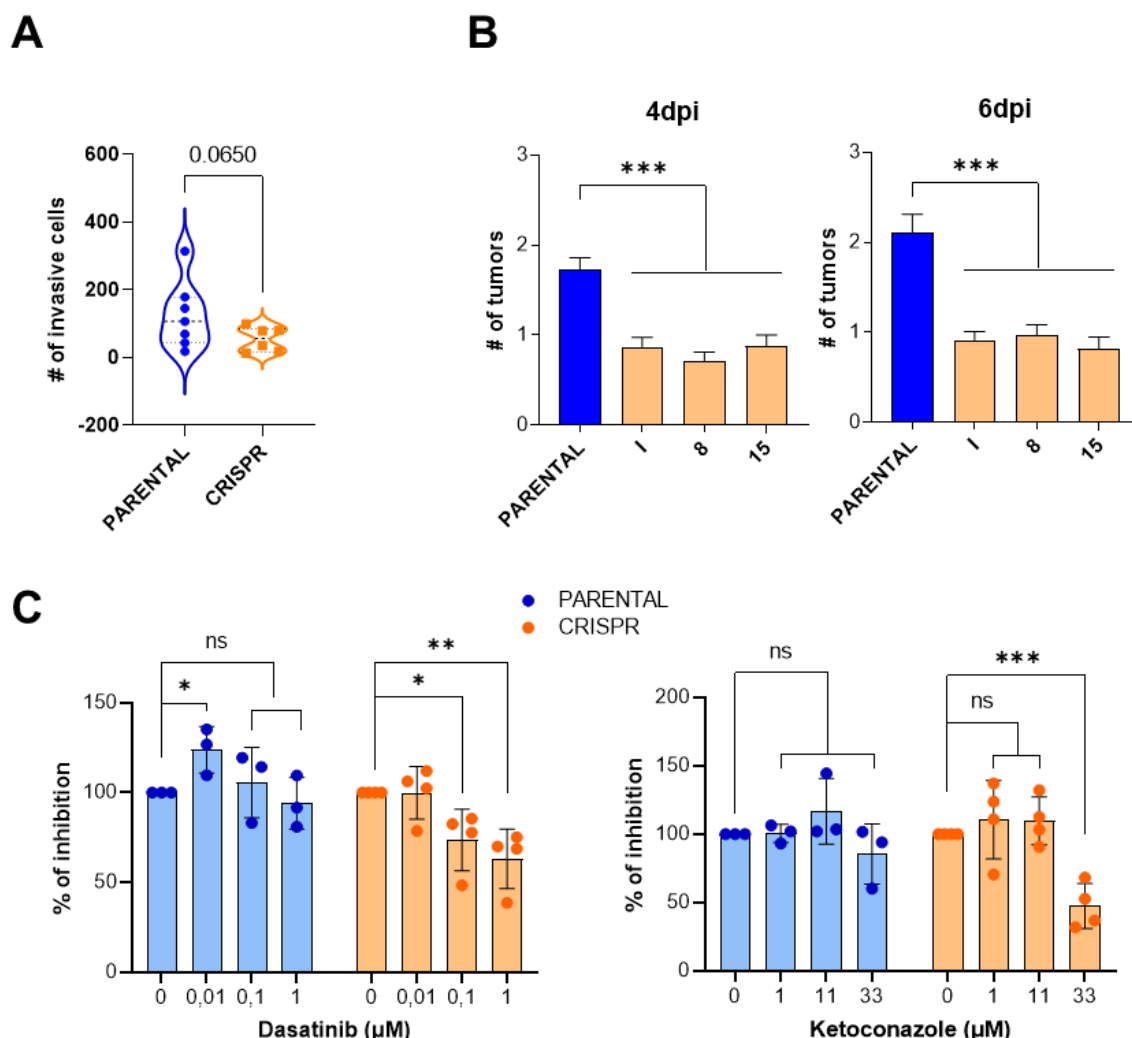 A
B
0.0650
600
400
200
0
-200
# of invasive cells
PARENTAL
CRISPR
4dpi
***
3
2
1
0
# of tumors
PARENTAL
I
8
15
6dpi
***
3
2
1
0
# of tumors
PARENTAL
I
8
15
C
PARENTAL
CRISPR
ns
*
**
*
150
100
50
0
% of inhibition
0 0,01 0,1 1 0 0,01 0,1 1
Dasatinib (µM)
ns
***
ns
200
150
100
50
0
% of inhibition
0 1 11 33 0 1 11 33
Ketoconazole (µM)